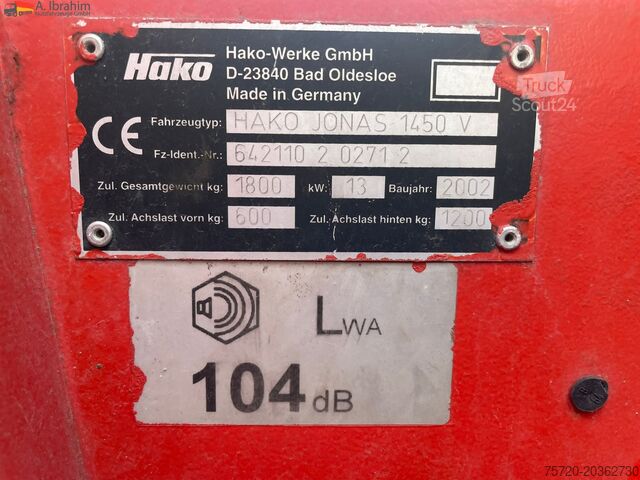 A. Ibrahim
Nutzfahrzeuge GmbH
Hako
Hako-Werke GmbH
D-23840 Bad Oldesloe
Made in Germany
Truck
Scout24
CE
Fahrzeugtyp: HAKO JONAS 1450 V
Fz-Ident.-Nr.: 642110 2 0271 2
Zul. Gesamtgewicht kg: 1800 kW: 13 Baujahr: 2002
Zul. Achslast vorn kg: 600 Zul. Achslast hinten kg: 1200
LWA
104 dB
75720-20362730